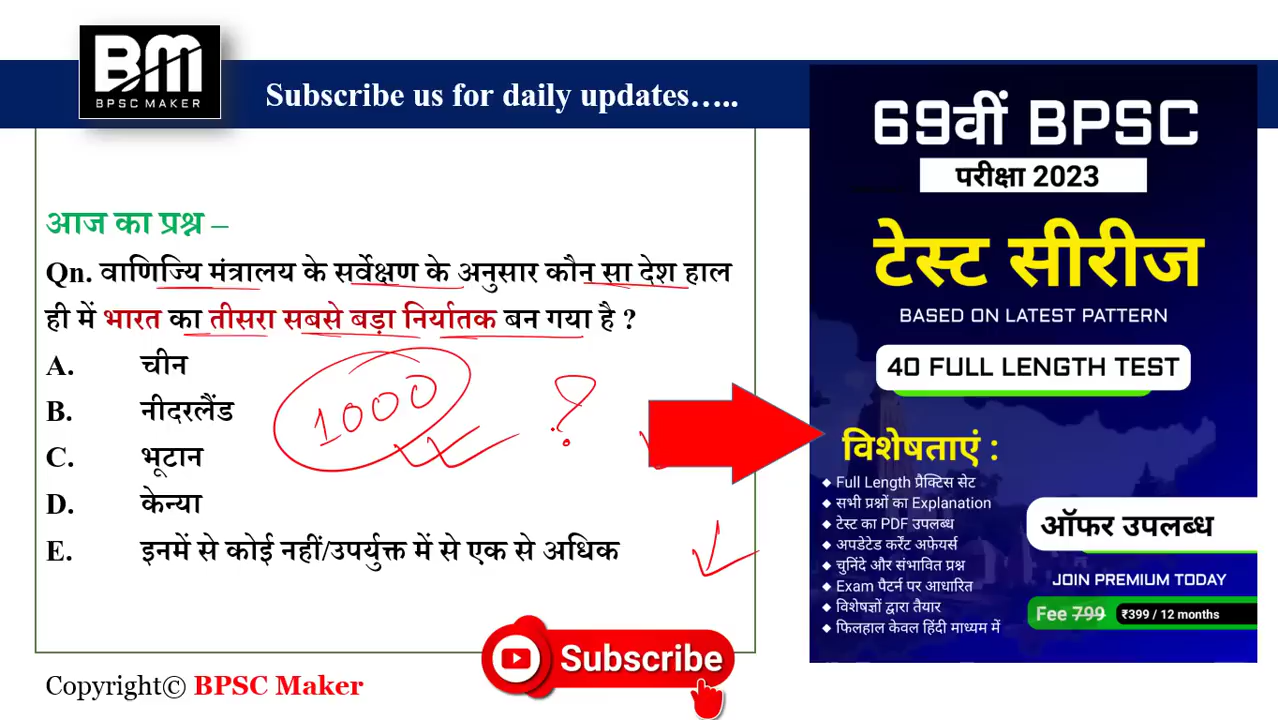 BM
BPSC MAKER
Subscribe us for daily updates…..
आज का प्रश्न –
Qn. वाणिज्यि मंत्रालय के सर्वेक्षण के अनुसार कौन सा देश हाल
ही में भारत का तीसरा सबसे बड़ा निर्यातक बन गया है ?
A. चीन
B. नीदरलैंड
C. भूटान
D. केन्या
E. इनमें से कोई नहीं/उपर्युक्त में से एक से अधिक
1000
?
Subscribe
Copyright© BPSC Maker
69वीं BPSC
परीक्षा 2023
टेस्ट सीरीज
BASED ON LATEST PATTERN
40 FULL LENGTH TEST
विशेषताएं :
◆ Full Length प्रैक्टिस सेट
◆ सभी प्रश्नों का Explanation
◆ टेस्ट का PDF उपलब्ध
◆ अपडेटेड करेंट अफेयर्स
◆ चुनिंदे और संभावित प्रश्न
◆ Exam पैटर्न पर आधारित
◆ विशेषज्ञों द्वारा तैयार
◆ फिलहाल केवल हिंदी माध्यम में
ऑफर उपलब्ध
JOIN PREMIUM TODAY
Fee 799 ₹399 / 12 months